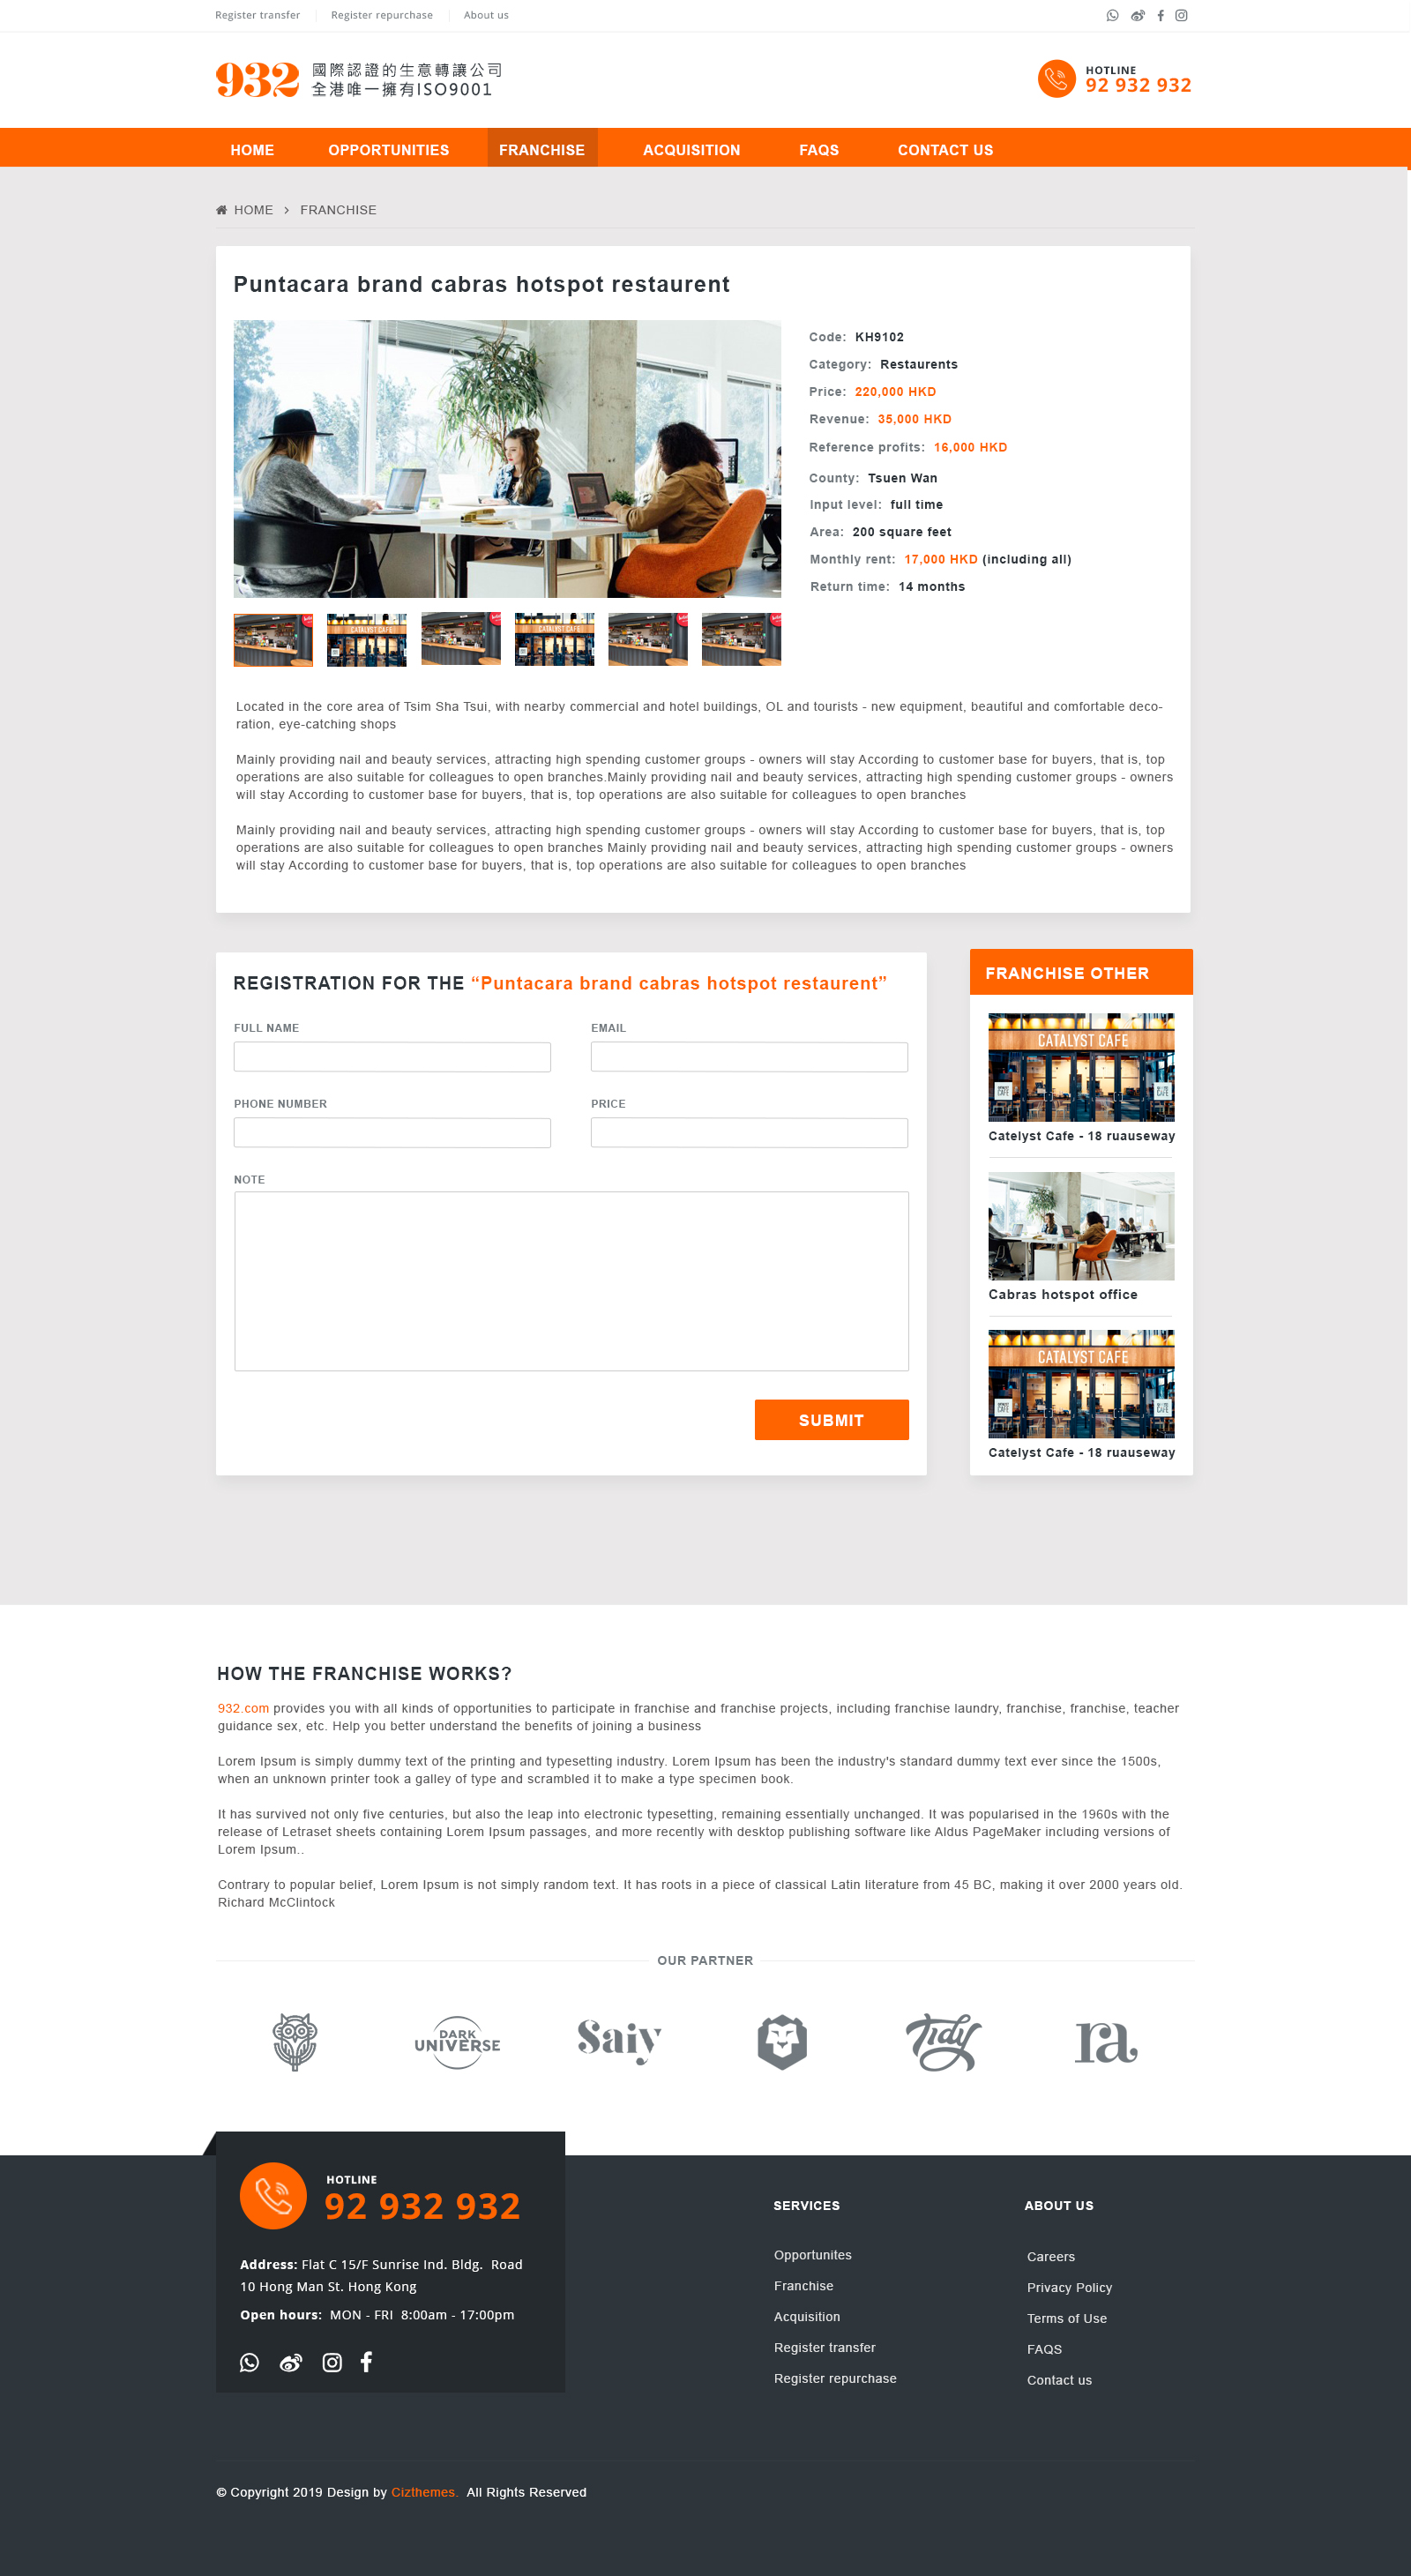 Register transfer
Register repurchase
About us
932
國際認證的生意轉讓公司
全港唯一擁有ISO9001
HOTLINE
92 932 932
HOME
OPPORTUNITIES
FRANCHISE
ACQUISITION
FAQS
CONTACT US
HOME > FRANCHISE
Puntacara brand cabras hotspot restaurent
Code: KH9102
Category: Restaurents
Price: 220,000 HKD
Revenue: 35,000 HKD
Reference profits: 16,000 HKD
County: Tsuen Wan
Input level: full time
Area: 200 square feet
Monthly rent: 17,000 HKD (including all)
Return time: 14 months
CATALYST CAFE
CATALYST CAFE
Located in the core area of Tsim Sha Tsui, with nearby commercial and hotel buildings, OL and tourists - new equipment, beautiful and comfortable deco-
ration, eye-catching shops
Mainly providing nail and beauty services, attracting high spending customer groups - owners will stay According to customer base for buyers, that is, top
operations are also suitable for colleagues to open branches.Mainly providing nail and beauty services, attracting high spending customer groups - owners
will stay According to customer base for buyers, that is, top operations are also suitable for colleagues to open branches
Mainly providing nail and beauty services, attracting high spending customer groups - owners will stay According to customer base for buyers, that is, top
operations are also suitable for colleagues to open branches Mainly providing nail and beauty services, attracting high spending customer groups - owners
will stay According to customer base for buyers, that is, top operations are also suitable for colleagues to open branches
REGISTRATION FOR THE “Puntacara brand cabras hotspot restaurent”
FULL NAME
EMAIL
PHONE NUMBER
PRICE
NOTE
SUBMIT
FRANCHISE OTHER
CATALYST CAFE
Catelyst Cafe - 18 ruauseway
Cabras hotspot office
CATALYST CAFE
Catelyst Cafe - 18 ruauseway
HOW THE FRANCHISE WORKS?
932.com provides you with all kinds of opportunities to participate in franchise and franchise projects, including franchise laundry, franchise, franchise, teacher
guidance sex, etc. Help you better understand the benefits of joining a business
Lorem Ipsum is simply dummy text of the printing and typesetting industry. Lorem Ipsum has been the industry's standard dummy text ever since the 1500s,
when an unknown printer took a galley of type and scrambled it to make a type specimen book.
It has survived not only five centuries, but also the leap into electronic typesetting, remaining essentially unchanged. It was popularised in the 1960s with the
release of Letraset sheets containing Lorem Ipsum passages, and more recently with desktop publishing software like Aldus PageMaker including versions of
Lorem Ipsum..
Contrary to popular belief, Lorem Ipsum is not simply random text. It has roots in a piece of classical Latin literature from 45 BC, making it over 2000 years old.
Richard McClintock
OUR PARTNER
DARK
UNIVERSE
Saiy
Tidy
ra
HOTLINE
92 932 932
Address: Flat C 15/F Sunrise Ind. Bldg. Road
10 Hong Man St. Hong Kong
Open hours: MON - FRI 8:00am - 17:00pm
SERVICES
Opportunites
Franchise
Acquisition
Register transfer
Register repurchase
ABOUT US
Careers
Privacy Policy
Terms of Use
FAQS
Contact us
© Copyright 2019 Design by Cizthemes. All Rights Reserved